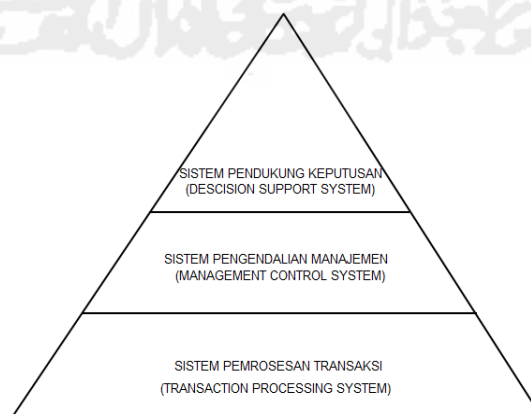 SISTEM PENDUKUNG KEPUTUSAN
(DESCISION SUPPORT SYSTEM)
SISTEM PENGENDALIAN MANAJEMEN
(MANAGEMENT CONTROL SYSTEM)
SISTEM PEMROSESAN TRANSAKSI
(TRANSACTION PROCESSING SYSTEM)